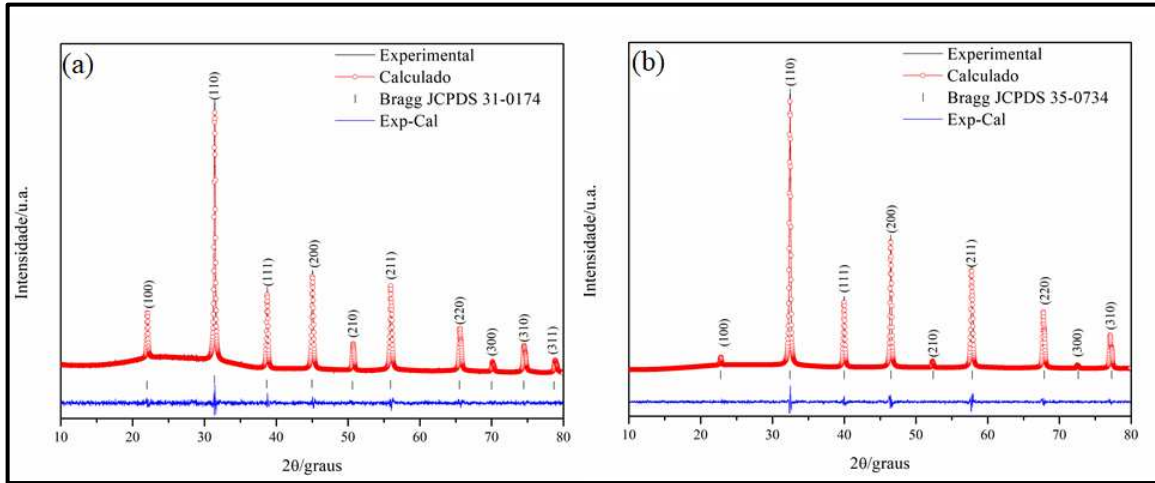 (a)
Experimental
Calculado
Bragg JCPDS 31-0174
Exp-Cal
(100)
(110)
(111)
(200)
(210)
(211)
(220)
(300)
(310)
(311)
Intensidade/u.a.
10 20 30 40 50 60 70 80
2θ/graus
(b)
Experimental
Calculado
Bragg JCPDS 35-0734
Exp-Cal
(100)
(110)
(111)
(200)
(210)
(211)
(220)
(300)
(310)
Intensidade/u.a.
10 20 30 40 50 60 70 80
2θ/graus